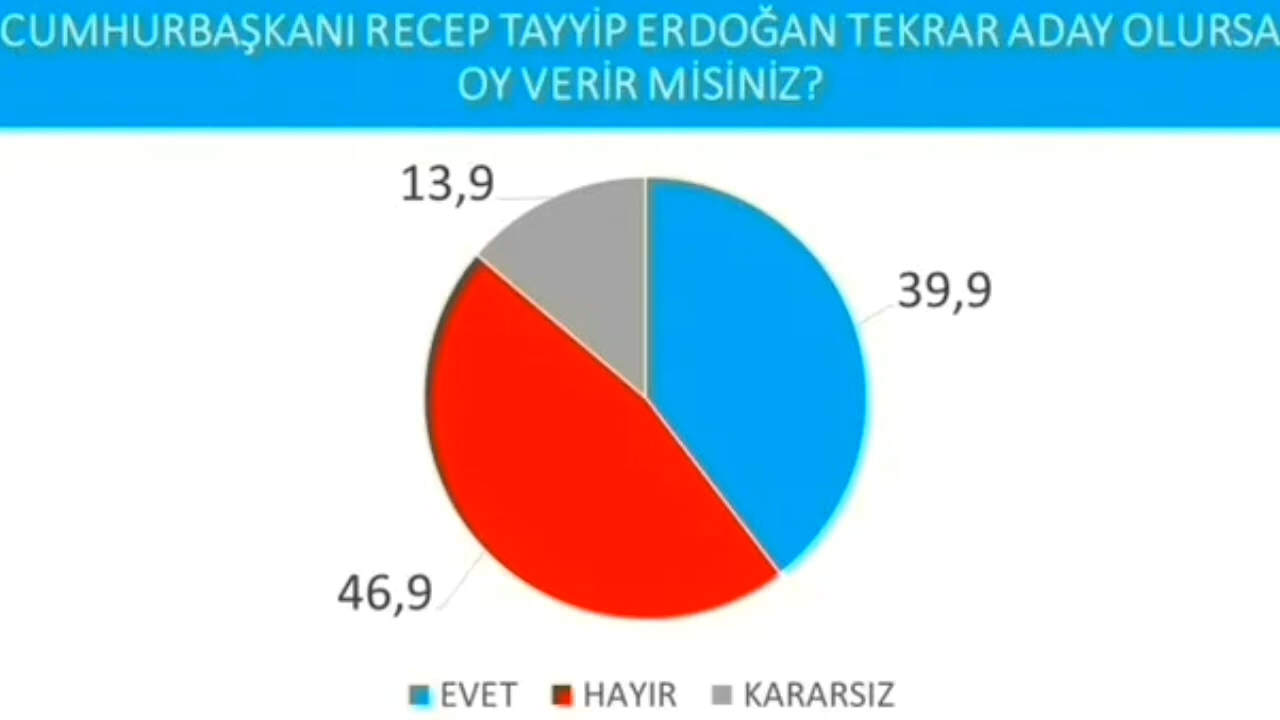 CUMHURBAŞKANI RECEP TAYYİP ERDOĞAN TEKRAR ADAY OLURSA
OY VERİR MİSİNİZ?
13,9
39,9
46,9
EVET HAYIR KARARSIZ